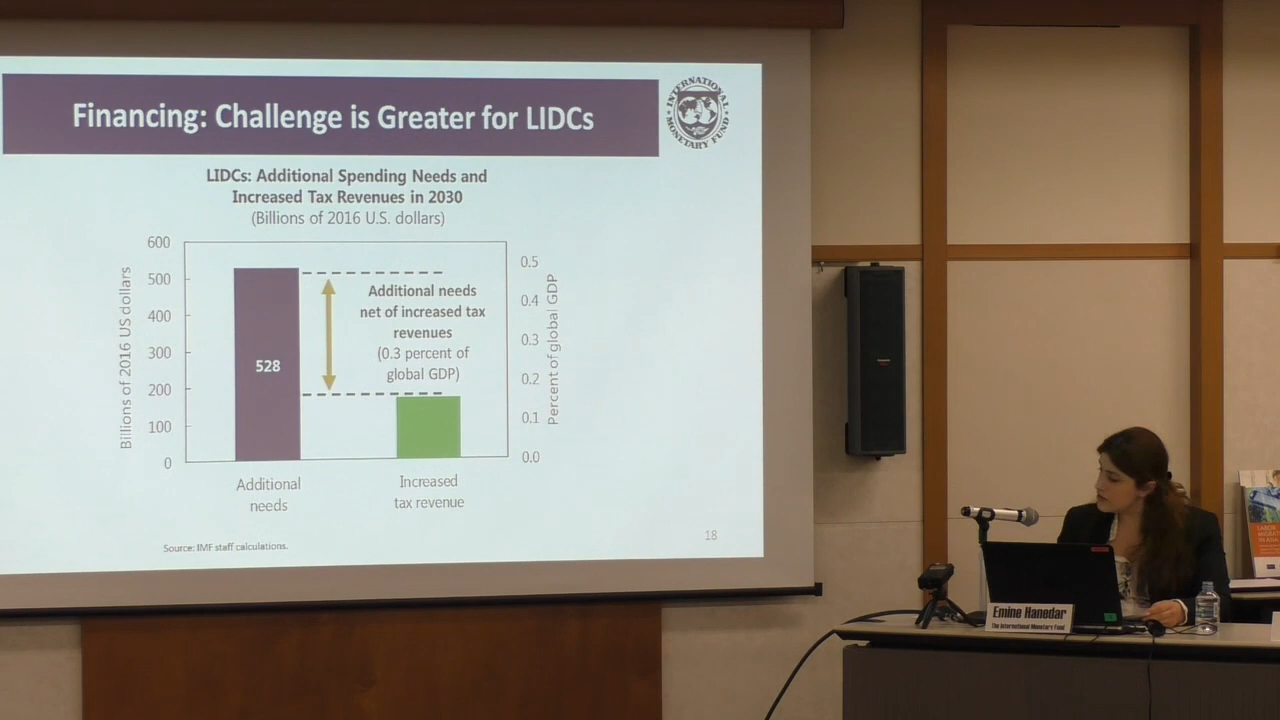 Financing: Challenge is Greater for LIDCs
INTERNATIONAL MONETARY FUND
LIDCs: Additional Spending Needs and
Increased Tax Revenues in 2030
(Billions of 2016 U.S. dollars)
Billions of 2016 US dollars
600
500
400
300
200
100
0
528
Additional needs
net of increased tax
revenues
(0.3 percent of
global GDP)
0.5
0.4
0.3
0.2
0.1
0.0
Percent of global GDP
Additional
needs
Increased
tax revenue
Source: IMF staff calculations.
18
Emine Hanedar
The International Monetary Fund
LABOR
MIGRAT
IN ASIA